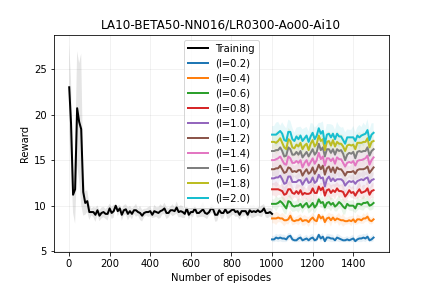 LA10-BETA50-NN016/LR0300-Ao00-Ai10
Reward
25
20
15
10
5
Training
(l=0.2)
(l=0.4)
(l=0.6)
(l=0.8)
(l=1.0)
(l=1.2)
(l=1.4)
(l=1.6)
(l=1.8)
(l=2.0)
0 200 400 600 800 1000 1200 1400
Number of episodes